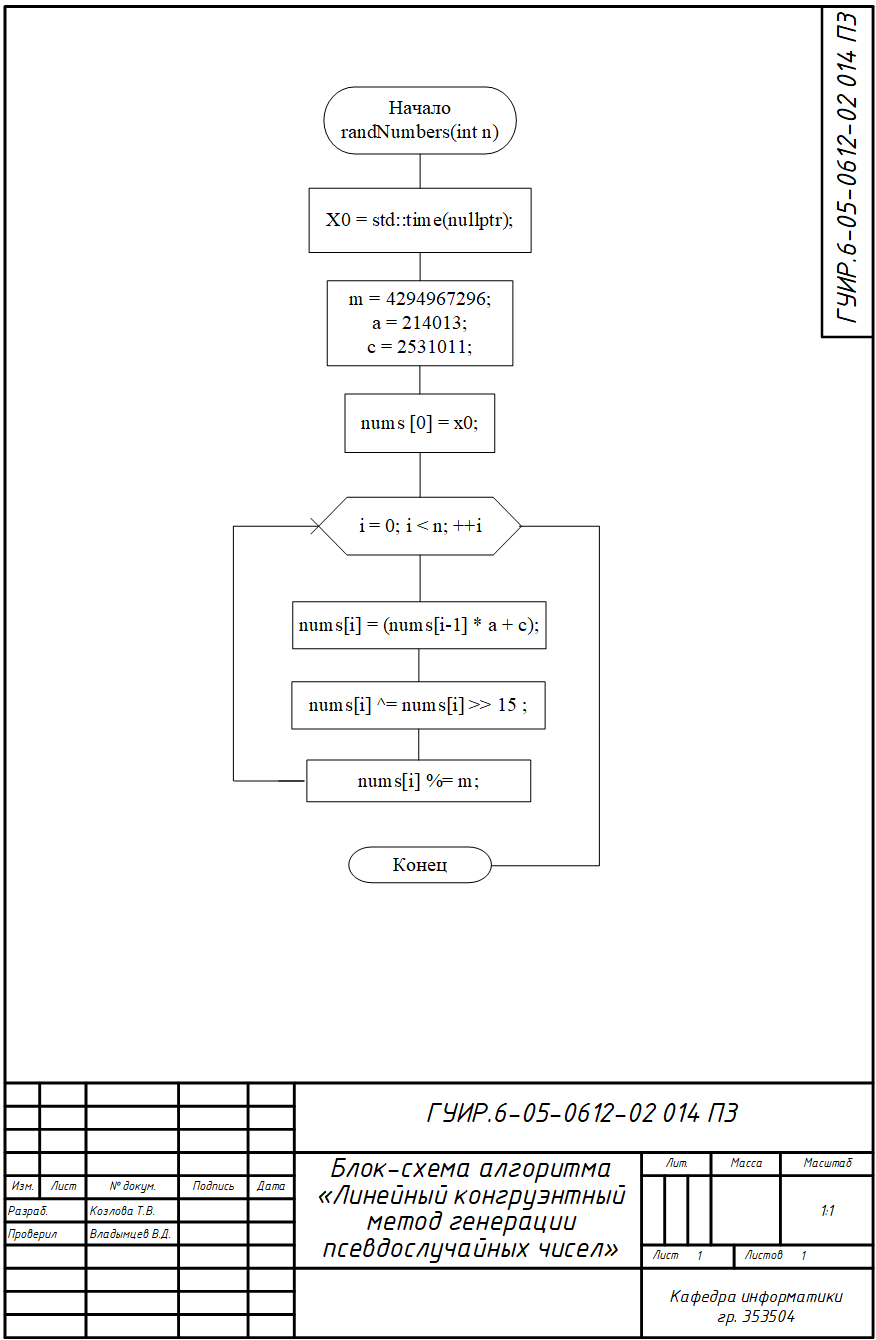 ГУИР.6-05-0612-02 014 ПЗ
Начало
randNumbers(int n)
X0 = std::time(nullptr);
m = 4294967296;
a = 214013;
c = 2531011;
nums [0] = x0;
i = 0; i < n; ++i
nums[i] = (nums[i-1] * a + c);
nums[i] ^= nums[i] >> 15 ;
nums[i] %= m;
Конец
ГУИР.6-05-0612-02 014 ПЗ
Изм. Лист № докум. Подпись Дата
Разраб. Козлова Т.В.
Проверил Владымцев В.Д.
Блок-схема алгоритма
«Линейный конгруэнтный
метод генерации
псевдослучайных чисел»
Лит. Масса Масштаб
1:1
Лист 1 Листов 1
Кафедра информатики
гр. 353504